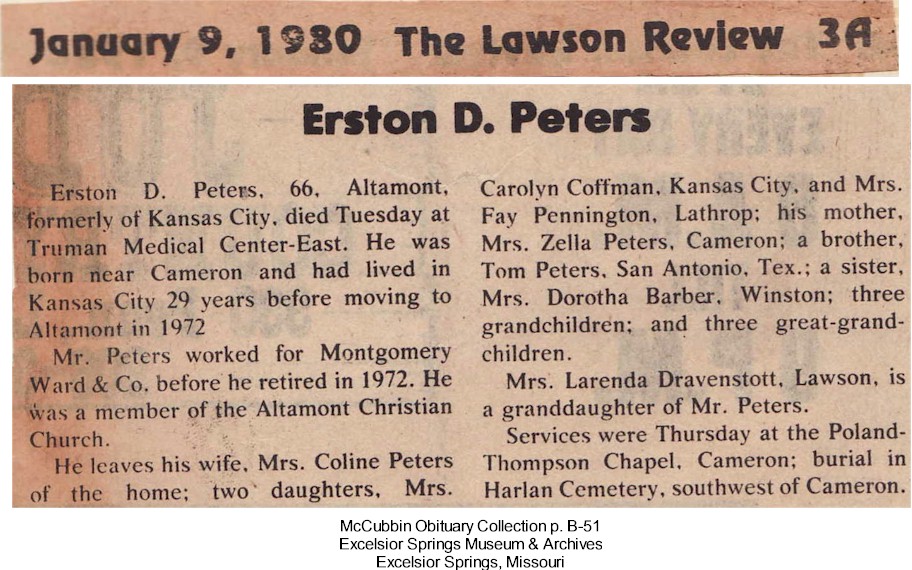 January 9, 1980 The Lawson Review 3A
Erston D. Peters
Erston D. Peters, 66, Altamont,
formerly of Kansas City, died Tuesday at
Truman Medical Center-East. He was
born near Cameron and had lived in
Kansas City 29 years before moving to
Altamont in 1972
Mr. Peters worked for Montgomery
Ward & Co. before he retired in 1972. He
was a member of the Altamont Christian
Church.
He leaves his wife, Mrs. Coline Peters
of the home; two daughters, Mrs.
Carolyn Coffman, Kansas City, and Mrs.
Fay Pennington, Lathrop; his mother,
Mrs. Zella Peters, Cameron; a brother,
Tom Peters, San Antonio, Tex.; a sister,
Mrs. Dorotha Barber, Winston; three
grandchildren; and three great-grand-
children.
Mrs. Larenda Dravenstott, Lawson, is
a granddaughter of Mr. Peters.
Services were Thursday at the Poland-
Thompson Chapel, Cameron; burial in
Harlan Cemetery, southwest of Cameron.
McCubbin Obituary Collection p. B-51
Excelsior Springs Museum & Archives
Excelsior Springs, Missouri